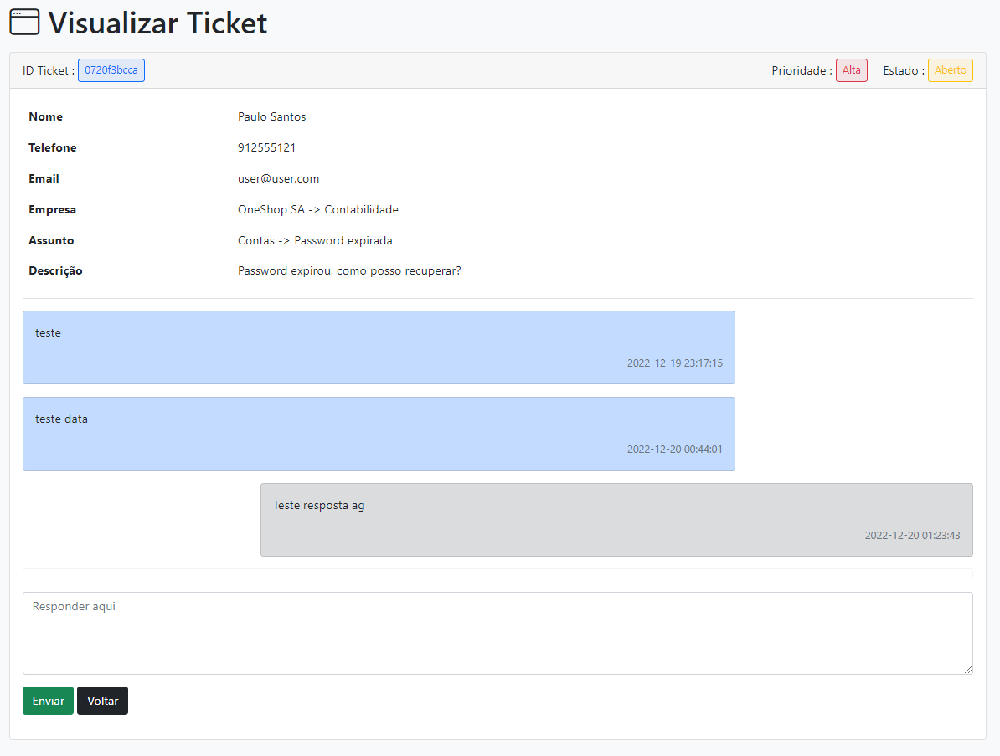 Visualizar Ticket
ID Ticket : 0720f3bcca Prioridade : Alta Estado : Aberto
Nome Paulo Santos
Telefone 912555121
Email user@user.com
Empresa OneShop SA -> Contabilidade
Assunto Contas -> Password expirada
Descrição Password expirou, como posso recuperar?
teste
2022-12-19 23:17:15
teste data
2022-12-20 00:44:01
Teste resposta ag
2022-12-20 01:23:43
Responder aqui
Enviar Voltar